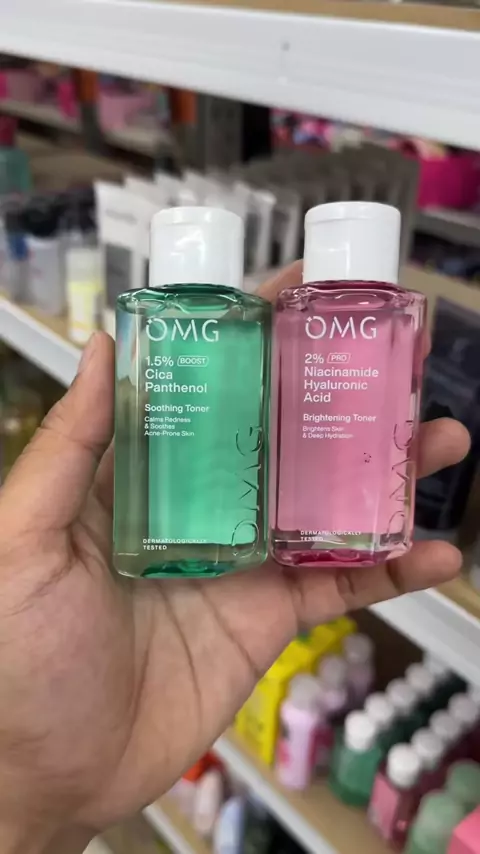 OMG
1.5% BOOST
Cica
Panthenol
Soothing Toner
Calms Redness
& Soothes
Acne-Prone Skin
DERMATOLOGICALLY
TESTED
OMG
OMG
2% PRO
Niacinamide
Hyaluronic
Acid
Brightening Toner
Brightens Skin
& Deep Hydration
DERMATOLOGICALLY
TESTED
OMG